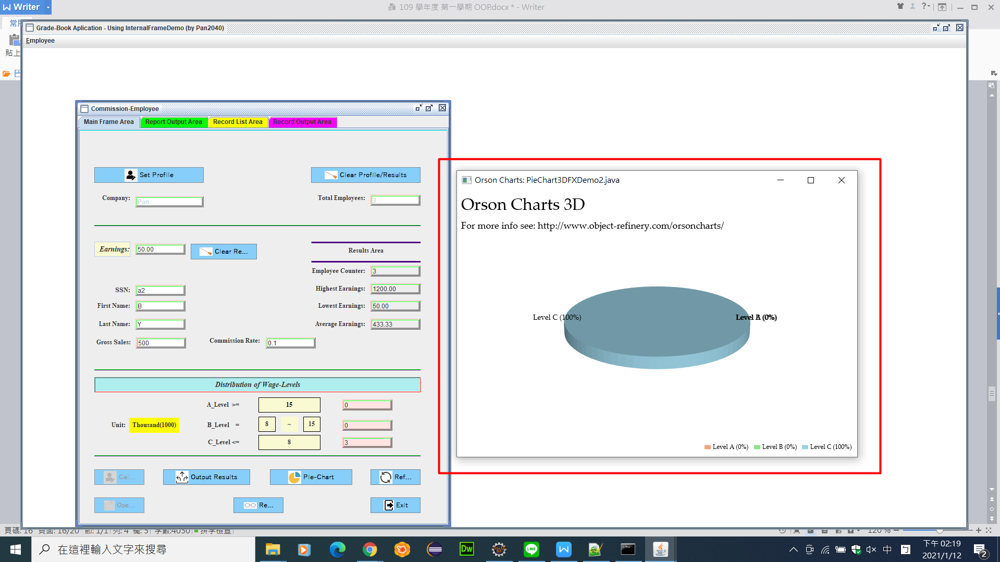 Writer
109 學年度 第一學期 OOP.docx * - Writer
常用
Grade-Book Aplication - Using InternalFrameDemo (by Pan2040)
Employee
貼上
Commission-Employee
Main Frame Area
Report Output Area
Record List Area
Record Output Area
Set Profile
Clear Profile/Results
Company:
Pan
Total Employees:
3
Earnings:
50.00
Clear Re...
Results Area
Employee Counter:
3
SSN:
a2
Highest Earnings:
1200.00
First Name:
B
Lowest Earnings:
50.00
Last Name:
Y
Average Earnings:
433.33
Gross Sales:
500
Commission Rate:
0.1
Distribution of Wage-Levels
A_Level >=
15
0
Unit:
Thousand(1000)
B_Level =
8
~
15
0
C_Level <=
8
3
Cal...
Output Results
Pie-Chart
Ref...
Ope...
Re...
Exit
Orson Charts: PieChart3DFXDemo2.java
Orson Charts 3D
For more info see: http://www.object-refinery.com/orsoncharts/
Level C (100%)
Level A (0%)
Level B (0%)
Level C (100%)
頁碼: 16 頁面: 16/20 節: 1/1 列: 4 欄: 5 字數:4050 拼字檢查
120 %
在這裡輸入文字來搜尋
Dw
LINE
中
下午 02:19
2021/1/12
2